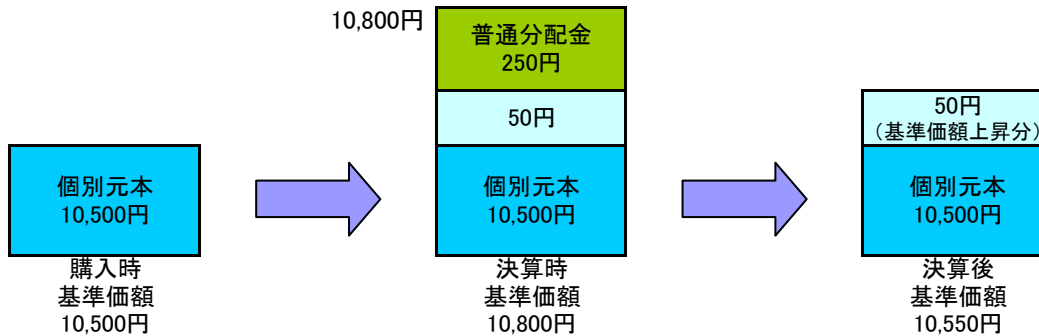 10,800円
普通分配金
250円
50円
50円
(基準価額上昇分)
個別元本
10,500円
個別元本
10,500円
個別元本
10,500円
購入時
基準価額
10,500円
決算時
基準価額
10,800円
決算後
基準価額
10,550円